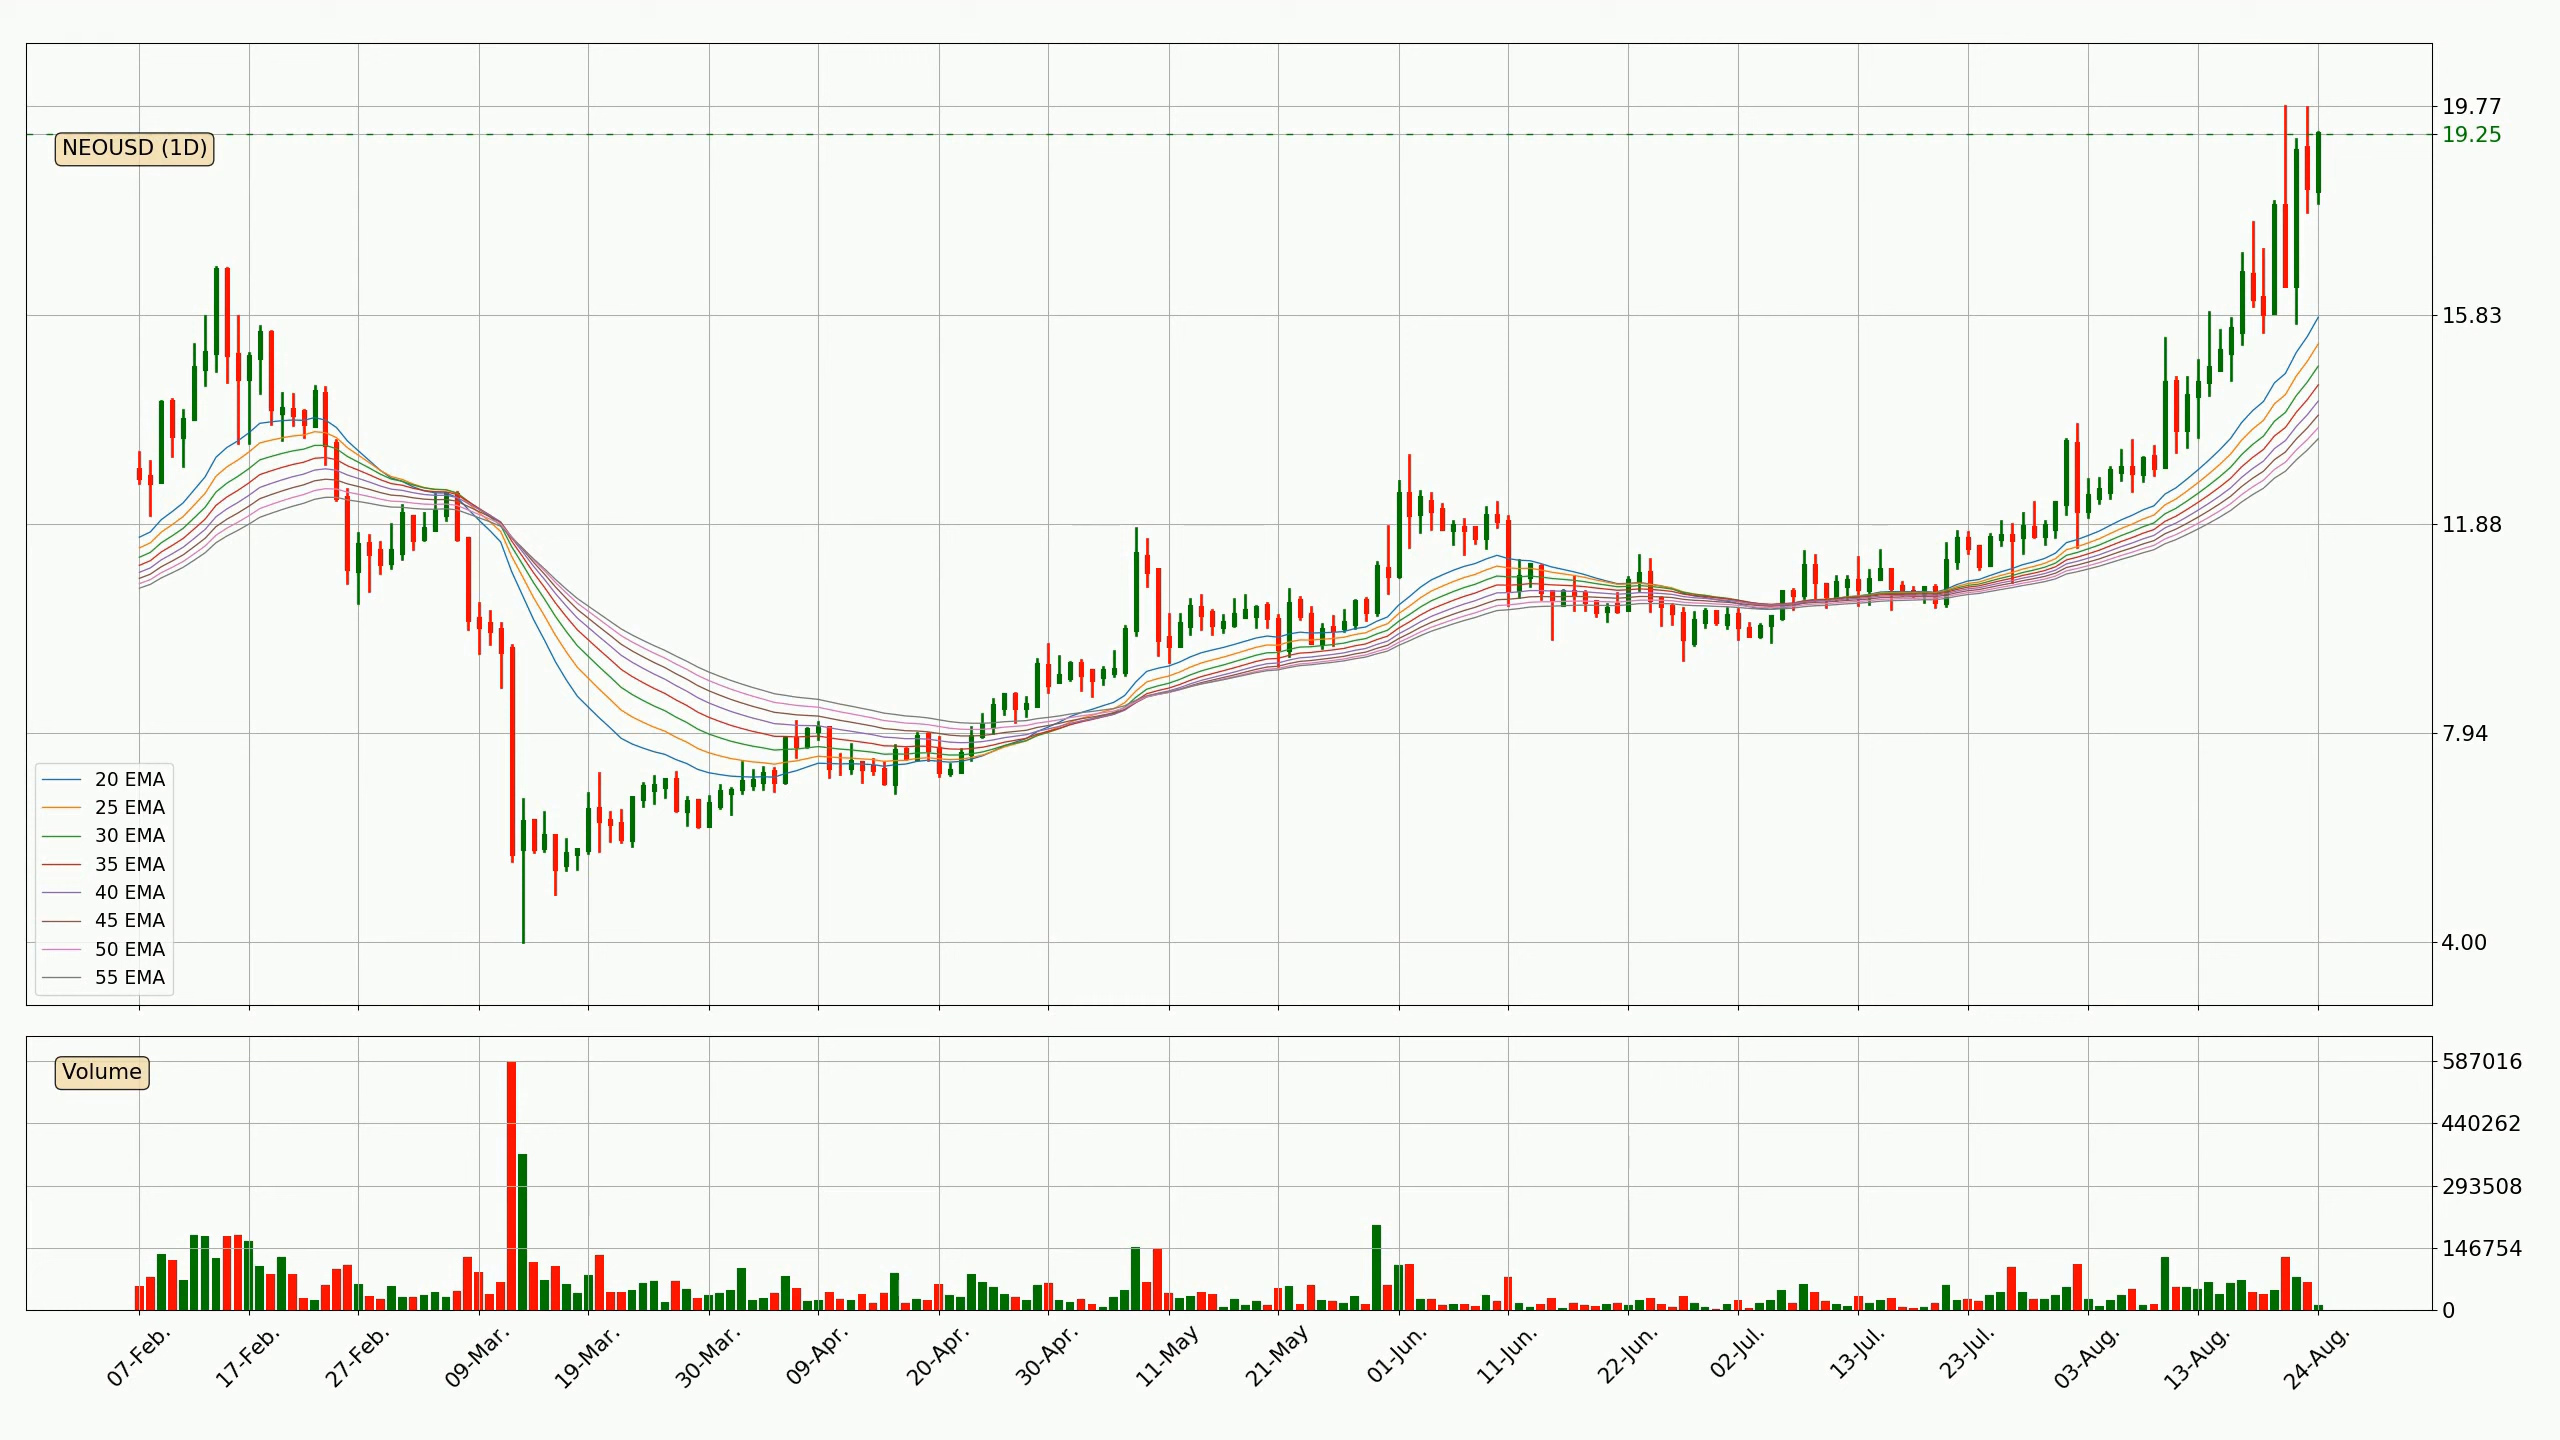 NEOUSD (1D)
19.77
19.25
15.83
11.88
7.94
4.00
20 EMA
25 EMA
30 EMA
35 EMA
40 EMA
45 EMA
50 EMA
55 EMA
Volume
587016
440262
293508
146754
0
07-Feb. 17-Feb. 27-Feb. 09-Mar. 19-Mar. 30-Mar. 09-Apr. 20-Apr. 30-Apr. 11-May 21-May 01-Jun. 11-Jun. 22-Jun. 02-Jul. 13-Jul. 23-Jul. 03-Aug. 13-Aug. 24-Aug.